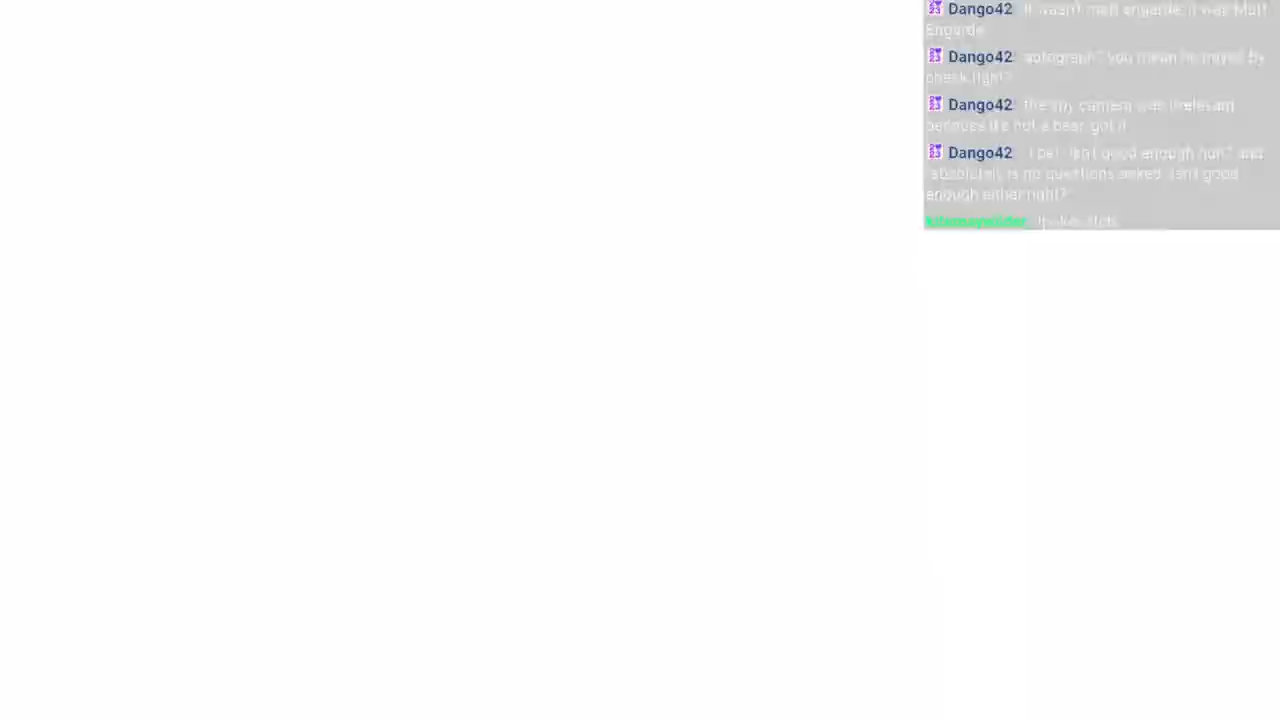 Dango42: it wasn't matt engarde. it was Matt
Engarde
Dango42: autograph? you mean he payed by
check right?
Dango42: the spy camera was irrelevant
because it's not a bear. got it
Dango42: "i bet" isn't good enough huh? and
"absolutely is no questions asked" isn't good
enough either right?